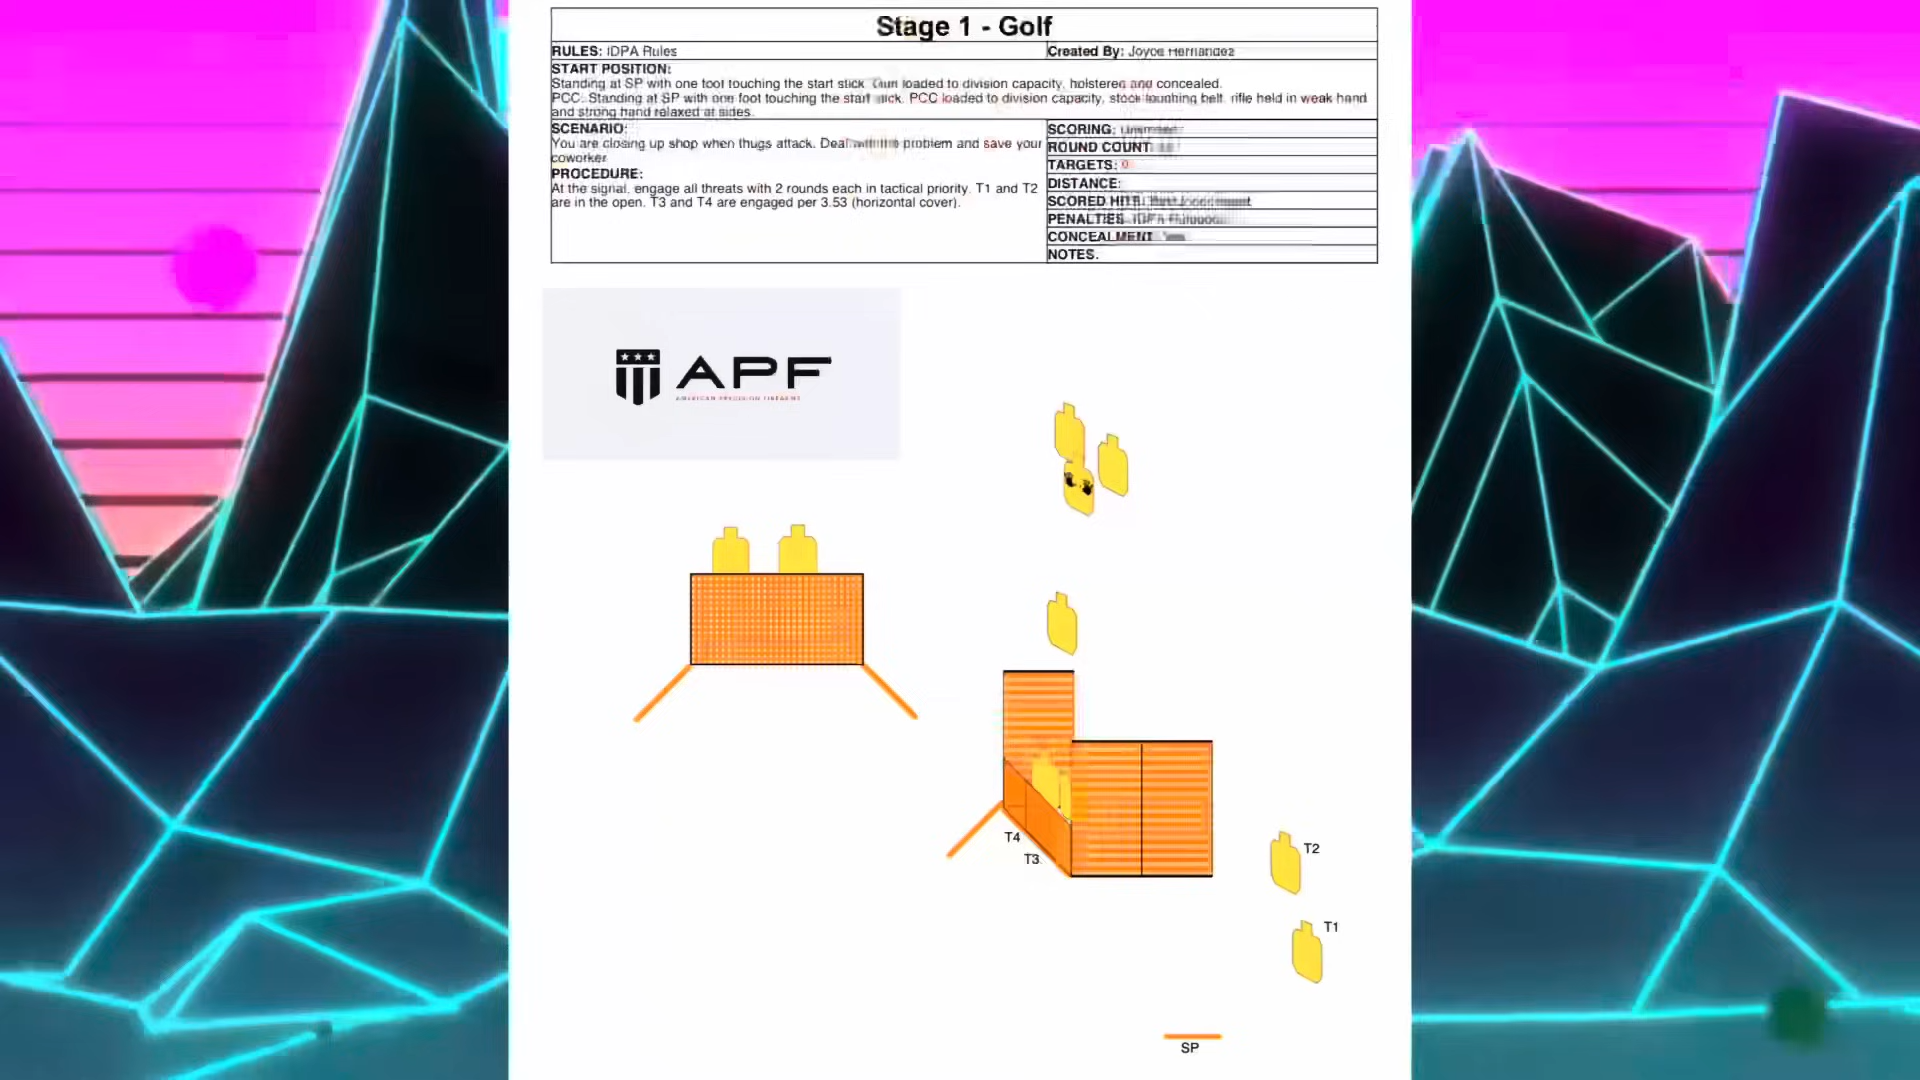 Stage 1 - Golf
RULES: IDPA Rules
Created By: Joyce Hernandez
START POSITION:
Standing at SP with one foot touching the start stick. Gun loaded to division capacity, holstered and concealed.
PCC: Standing at SP with one foot touching the start stick. PCC loaded to division capacity, stock touching belt, rifle held in weak hand
and strong hand relaxed at sides.
SCENARIO:
You are closing up shop when thugs attack. Deal with the problem and save your
coworker
PROCEDURE:
At the signal, engage all threats with 2 rounds each in tactical priority. T1 and T2
are in the open. T3 and T4 are engaged per 3.53 (horizontal cover).
SCORING:
ROUND COUNT
TARGETS:
DISTANCE:
SCORED HITS:
PENALTIES
CONCEALMENT
NOTES.
APF
AMERICAN PRECISION FIREARMS
T4
T3
T2
T1
SP